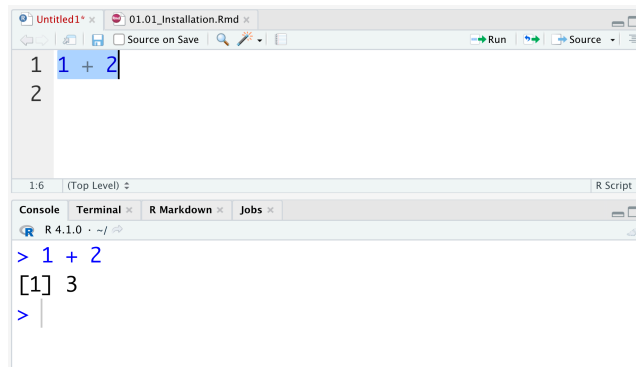 Untitled1* × 01.01_Installation.Rmd ×
Source on Save Run Source
1 1 + 2
2
1:6 (Top Level) R Script
Console Terminal × R Markdown × Jobs ×
R R 4.1.0 · ~/
> 1 + 2
[1] 3
>